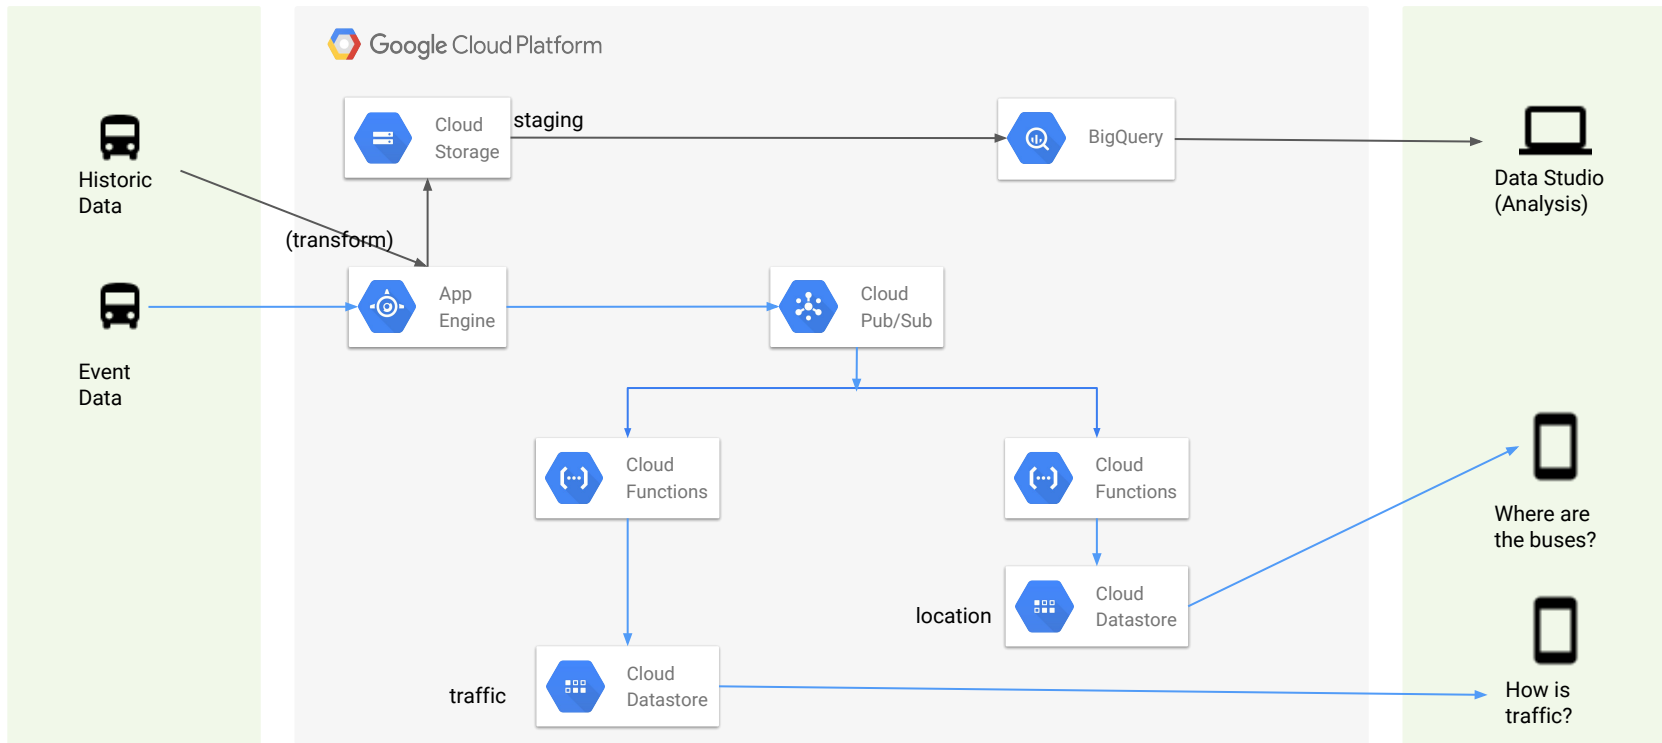 Google Cloud Platform
Historic
Data
(transform)
Event
Data
Cloud
Storage
staging
BigQuery
Data Studio
(Analysis)
App
Engine
Cloud
Pub/Sub
Cloud
Functions
Cloud
Functions
Where are
the buses?
location
Cloud
Datastore
traffic
Cloud
Datastore
How is
traffic?